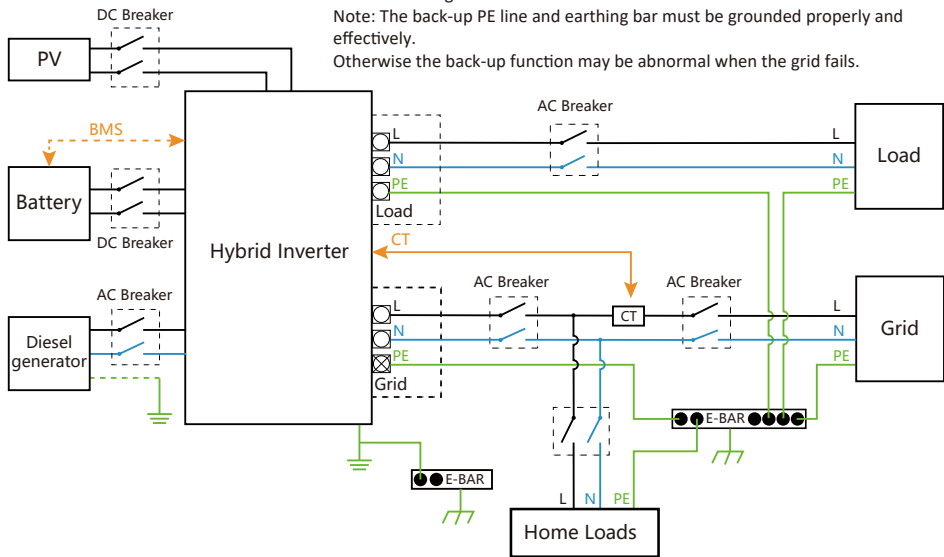 Note: The back-up PE line and earthing bar must be grounded properly and
effectively.
Otherwise the back-up function may be abnormal when the grid fails.
DC Breaker
PV
AC Breaker
BMS
L
L
N
N
Load
PE
PE
Battery
Load
DC Breaker
Hybrid Inverter
CT
AC Breaker
AC Breaker
AC Breaker
L
L
CT
N
N
Grid
Diesel
generator
PE
PE
Grid
E-BAR
E-BAR
L
N
PE
Home Loads